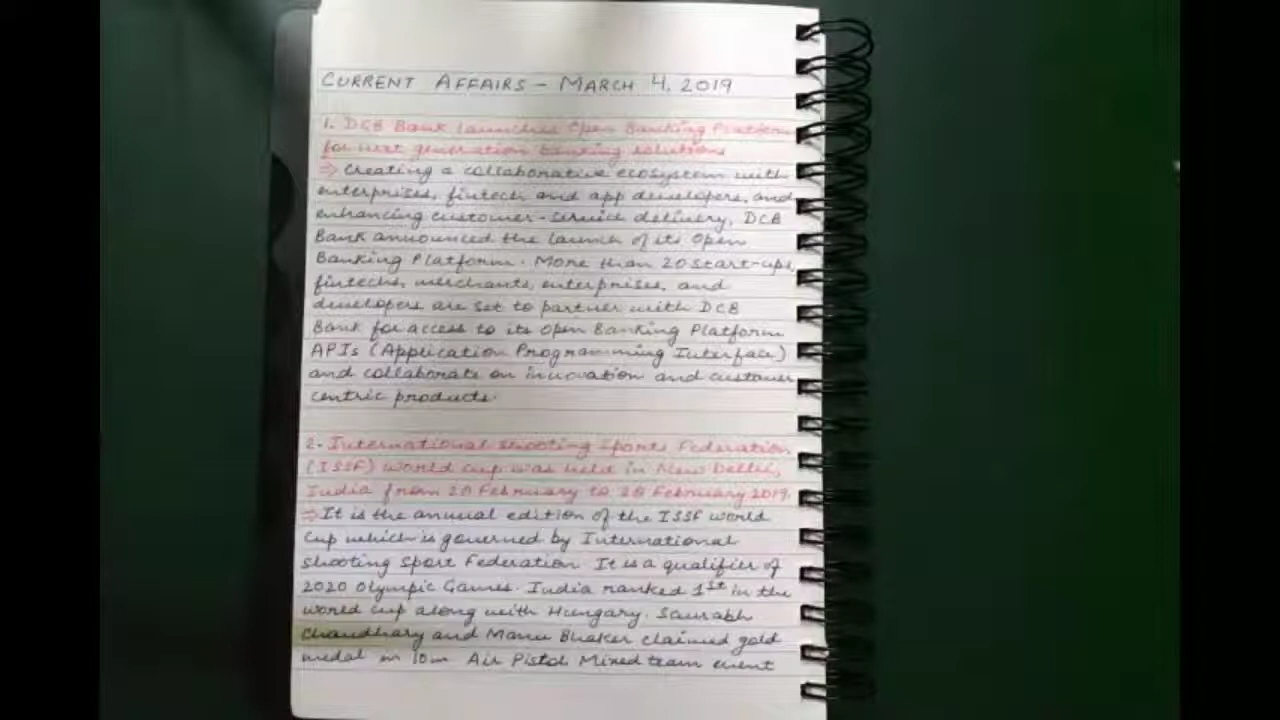 CURRENT AFFAIRS - MARCH 4, 2019
1. DCB Bank launches Open Banking Platform
for next generation banking solutions
⇒ Creating a collaborative ecosystem with
enterprises, fintech and app developers, and
enhancing customer-service delivery, DCB
Bank announced the launch of its Open
Banking Platform. More than 20 start-ups,
fintechs, merchants, enterprises, and
developers are set to partner with DCB
Bank for access to its Open Banking Platform
APIs (Application Programming Interface)
and collaborate on innovation and customer
centric products.
2. International Shooting Sports Federation
(ISSF) world cup was held in New Delhi,
India from 20 February to 28 February 2019.
⇒ It is the annual edition of the ISSF world
cup which is governed by International
shooting Sport Federation. It is a qualifier of
2020 Olympic Games. India ranked 1st in the
world cup along with Hungary. Saurabh
Chaudhary and Manu Bhaker claimed gold
medal in 10m Air Pistol Mixed team event